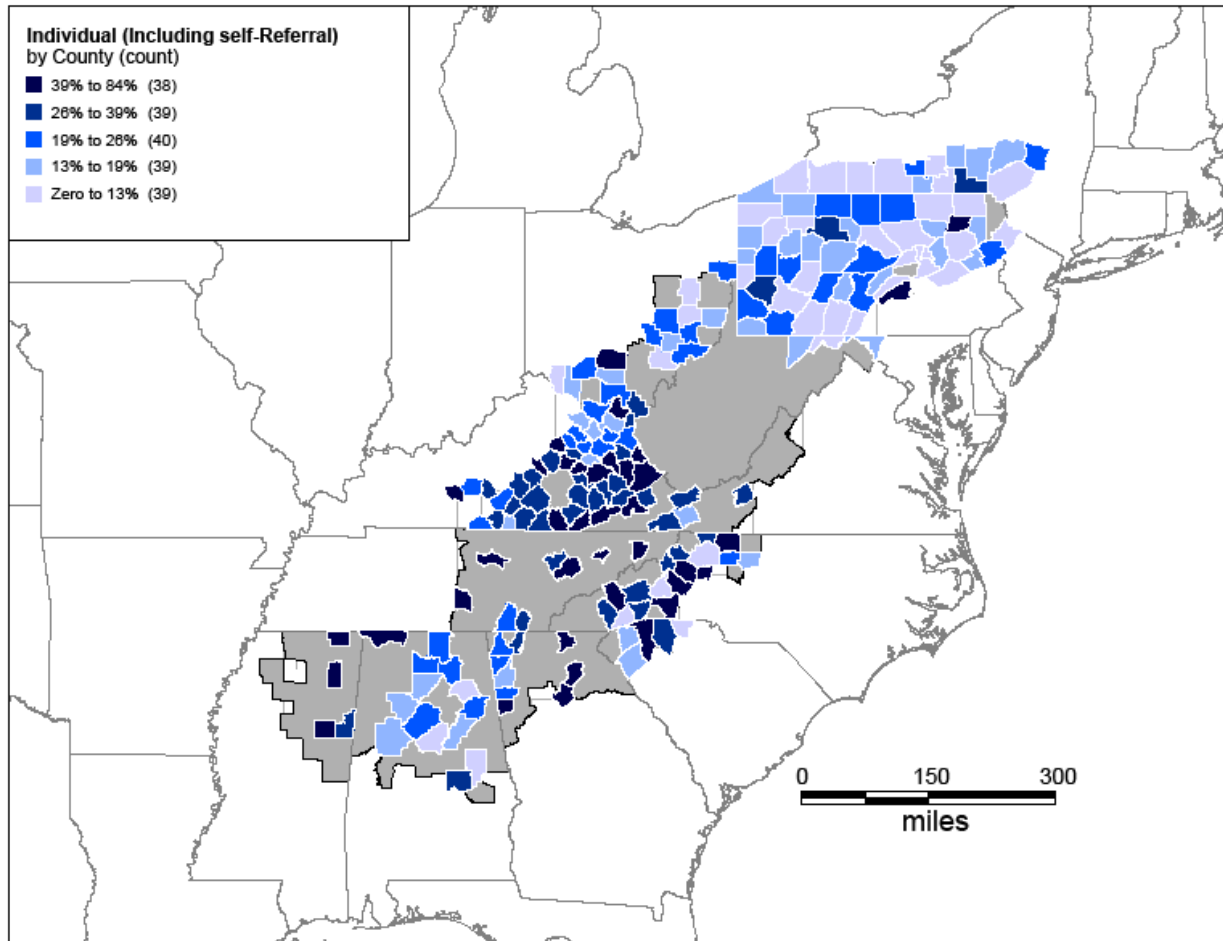 Individual (Including self-Referral)
by County (count)
39% to 84% (38)
26% to 39% (39)
19% to 26% (40)
13% to 19% (39)
Zero to 13% (39)
0 150 300
miles